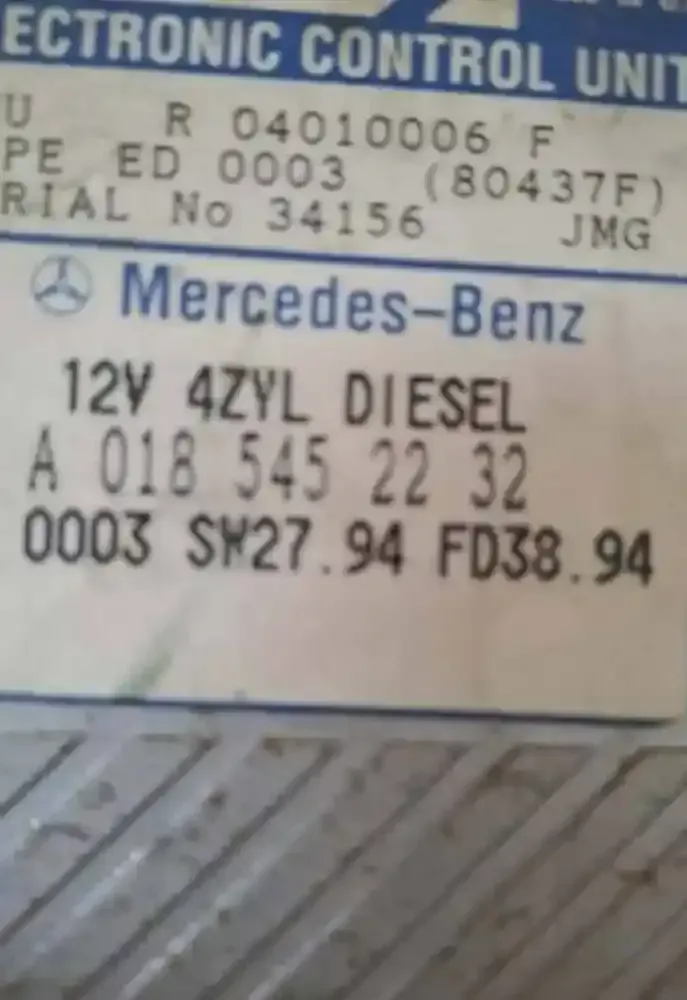 ECTRONIC CONTROL UNIT
U R 04010006 F
PE ED 0003 (80437F)
RIAL No 34156 JMG
Mercedes-Benz
12V 4ZYL DIESEL
A 018 545 22 32
0003 SW27.94 FD38.94